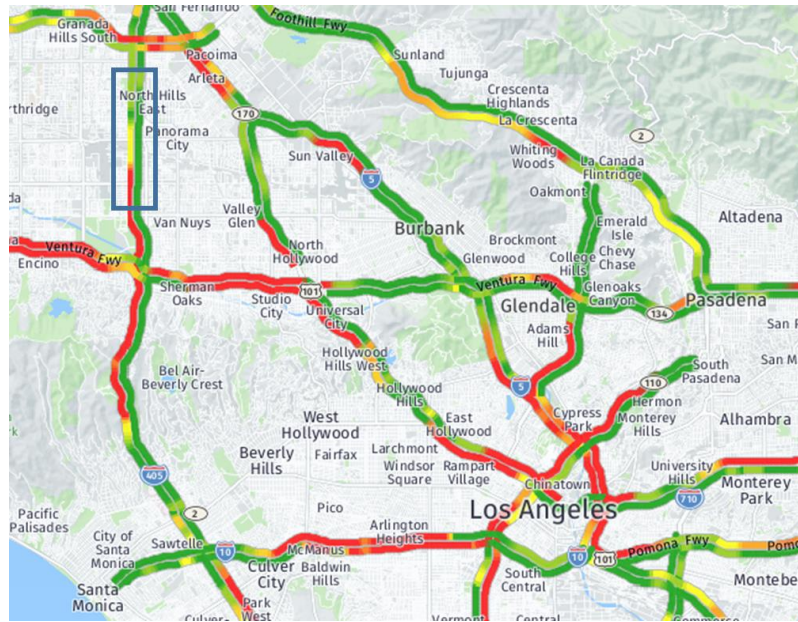 San Fernando
Granada
Hills South
Foothill Fwy
Pacoima
Sunland
Arleta
Tujunga
rthridge
North Hills
East
Crescenta
Highlands
170
La Crescenta
Panorama
City
2
Sun Valley
Whiting
Woods
La Canada
Flintridge
5
Oakmont
da
Van Nuys
Valley
Glen
Burbank
Emerald
Isle
Altadena
Brockmont
North
Hollywood
Ventura Fwy
Encino
Glenwood
College
Hills
Chevy
Chase
Sherman
Oaks
Ventura Fwy
Glenoaks
Canyon
101
Studio
City
Universal
City
Glendale
Pasadena
134
Adams
Hill
Hollywood
Hills West
San M
Bel Air-
Beverly Crest
South
Pasadena
5
110
Hollywood
Hills
Hermon
Monterey
Hills
West
Hollywood
East
Hollywood
Cypress
Park
Alhambra
Beverly
Hills
Fairfax
Larchmont
Windsor
Square
Rampart
Village
University
Hills
405
Chinatown
Monterey
Park
710
Pacific
Palisades
2
Pico
Los Angeles
City of
Santa
Monica
Sawtelle
Arlington
Heights
10
McManus
Culver
City
Baldwin
Hills
10
101
Pomona Fwy
Pomo
South
Central
Montebe
Santa
Monica
Park
West
Culver-
Vermont
Central
Commerce